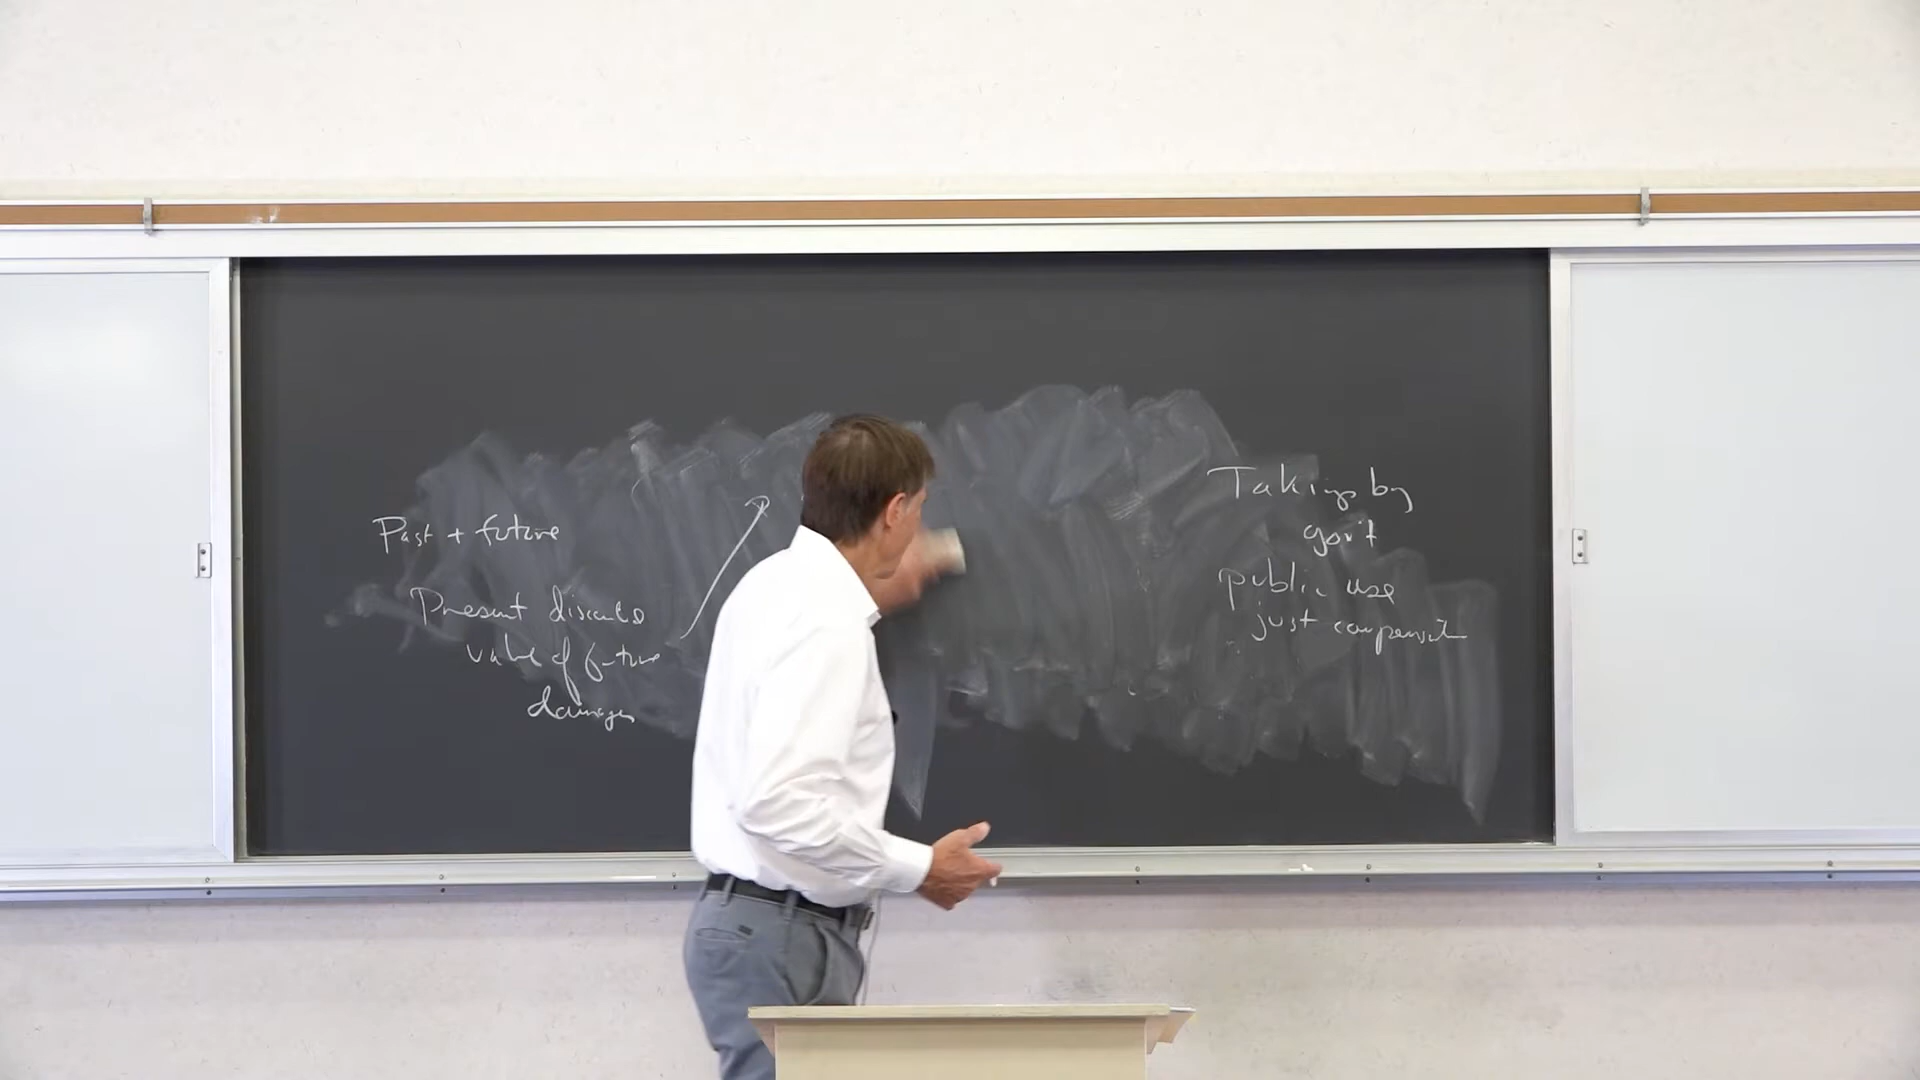 Past + future
Present discounted
value of future
damages
Taking by
gov't
public use
just compensation